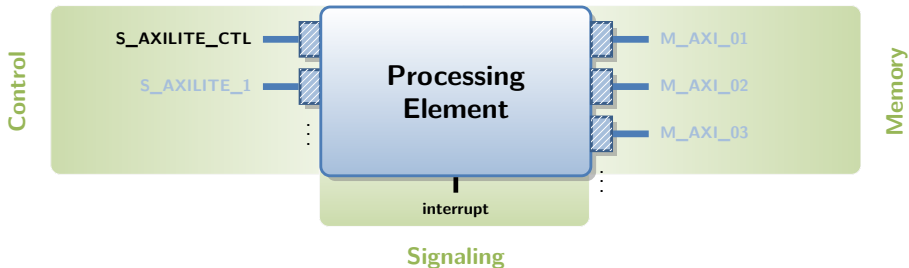 Control
S_AXILITE_CTL
S_AXILITE_1
Processing
Element
M_AXI_01
M_AXI_02
M_AXI_03
Memory
interrupt
Signaling